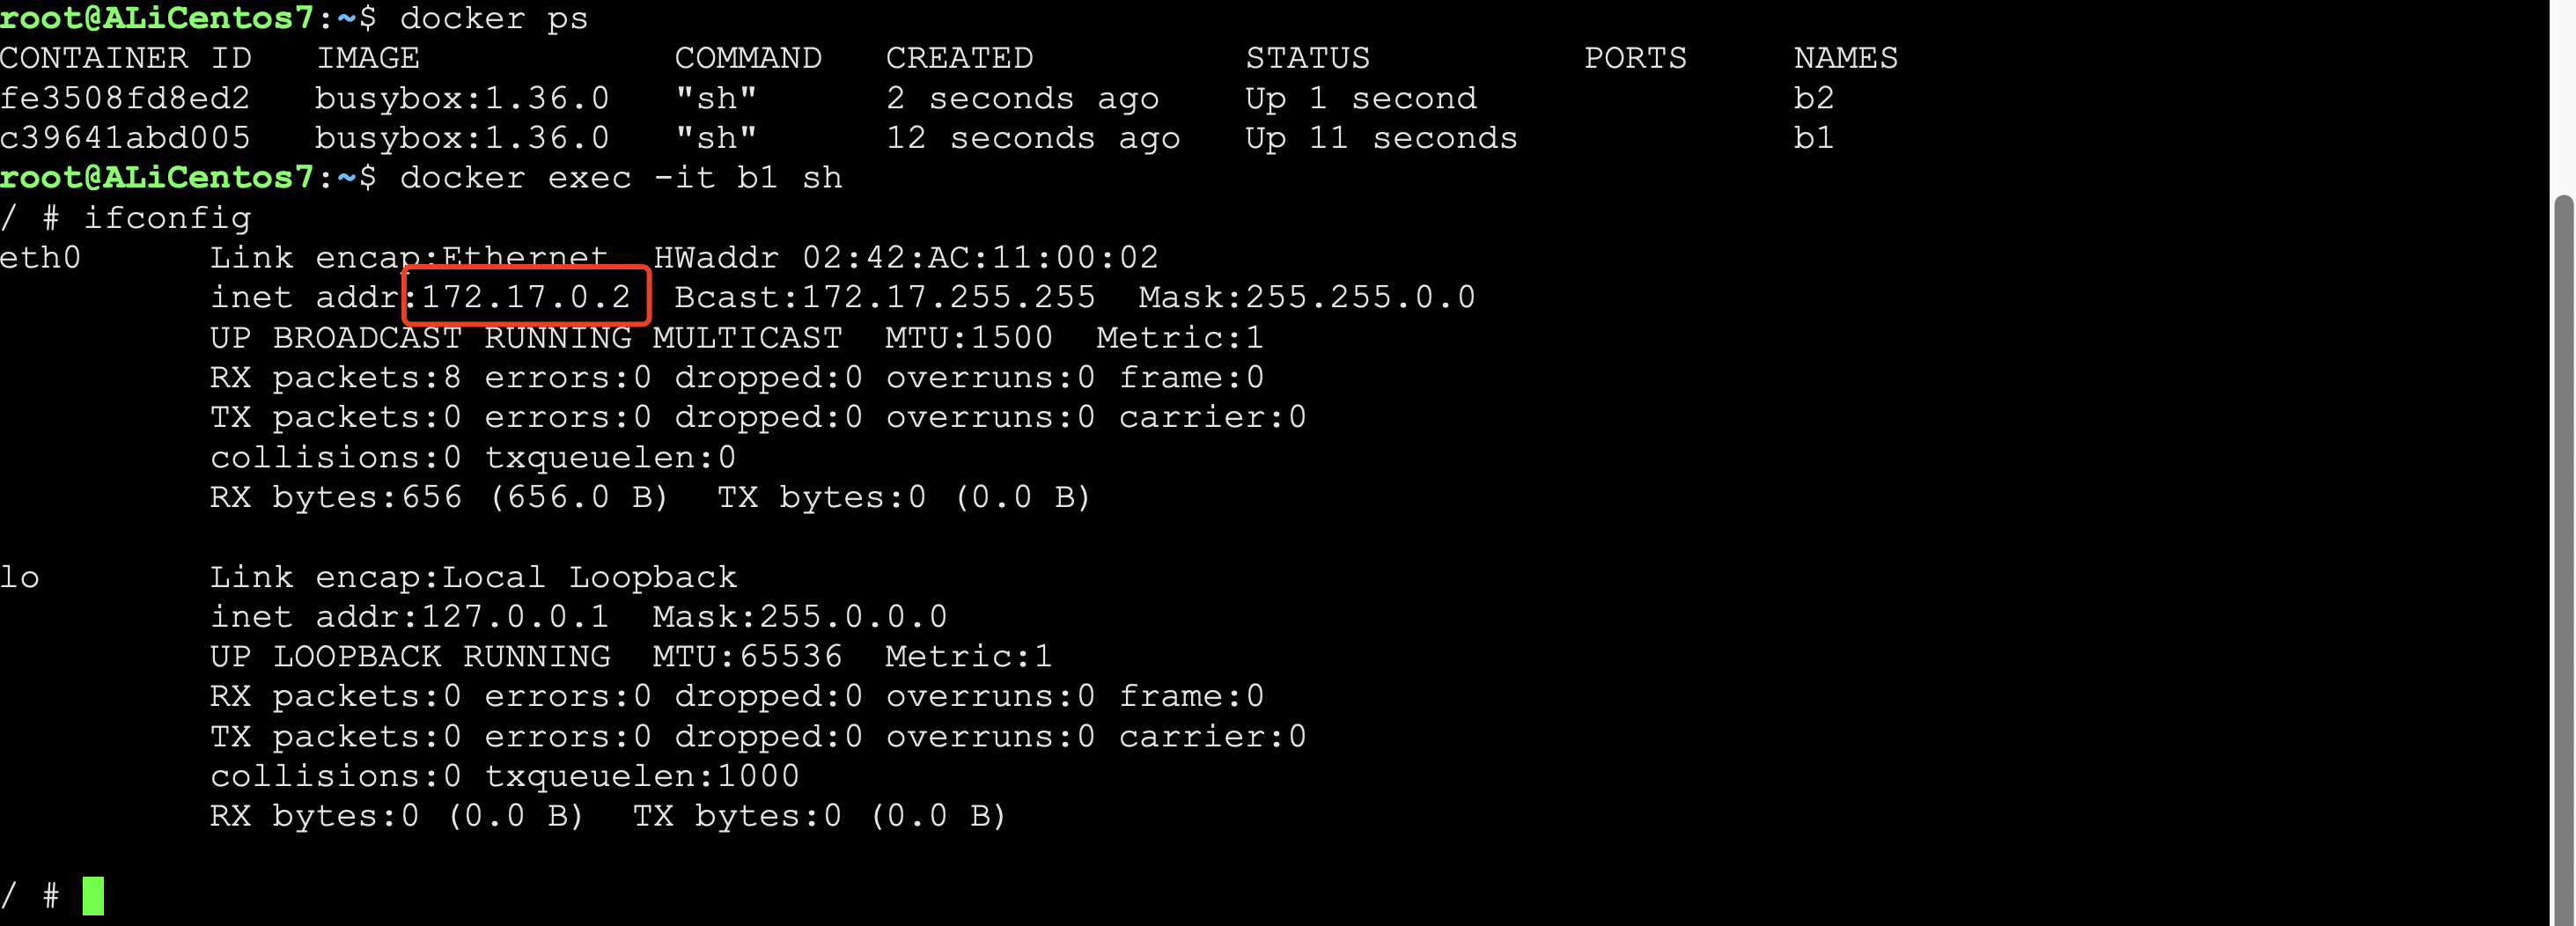 root@ALiCentos7:~$ docker ps
CONTAINER ID   IMAGE            COMMAND   CREATED          STATUS          PORTS     NAMES
fe3508fd8ed2   busybox:1.36.0   "sh"      2 seconds ago    Up 1 second               b2
c39641abd005   busybox:1.36.0   "sh"      12 seconds ago   Up 11 seconds             b1
root@ALiCentos7:~$ docker exec -it b1 sh
/ # ifconfig
eth0      Link encap:Ethernet  HWaddr 02:42:AC:11:00:02
          inet addr:172.17.0.2  Bcast:172.17.255.255  Mask:255.255.0.0
          UP BROADCAST RUNNING MULTICAST  MTU:1500  Metric:1
          RX packets:8 errors:0 dropped:0 overruns:0 frame:0
          TX packets:0 errors:0 dropped:0 overruns:0 carrier:0
          collisions:0 txqueuelen:0
          RX bytes:656 (656.0 B)  TX bytes:0 (0.0 B)

lo        Link encap:Local Loopback
          inet addr:127.0.0.1  Mask:255.0.0.0
          UP LOOPBACK RUNNING  MTU:65536  Metric:1
          RX packets:0 errors:0 dropped:0 overruns:0 frame:0
          TX packets:0 errors:0 dropped:0 overruns:0 carrier:0
          collisions:0 txqueuelen:1000
          RX bytes:0 (0.0 B)  TX bytes:0 (0.0 B)

/ #